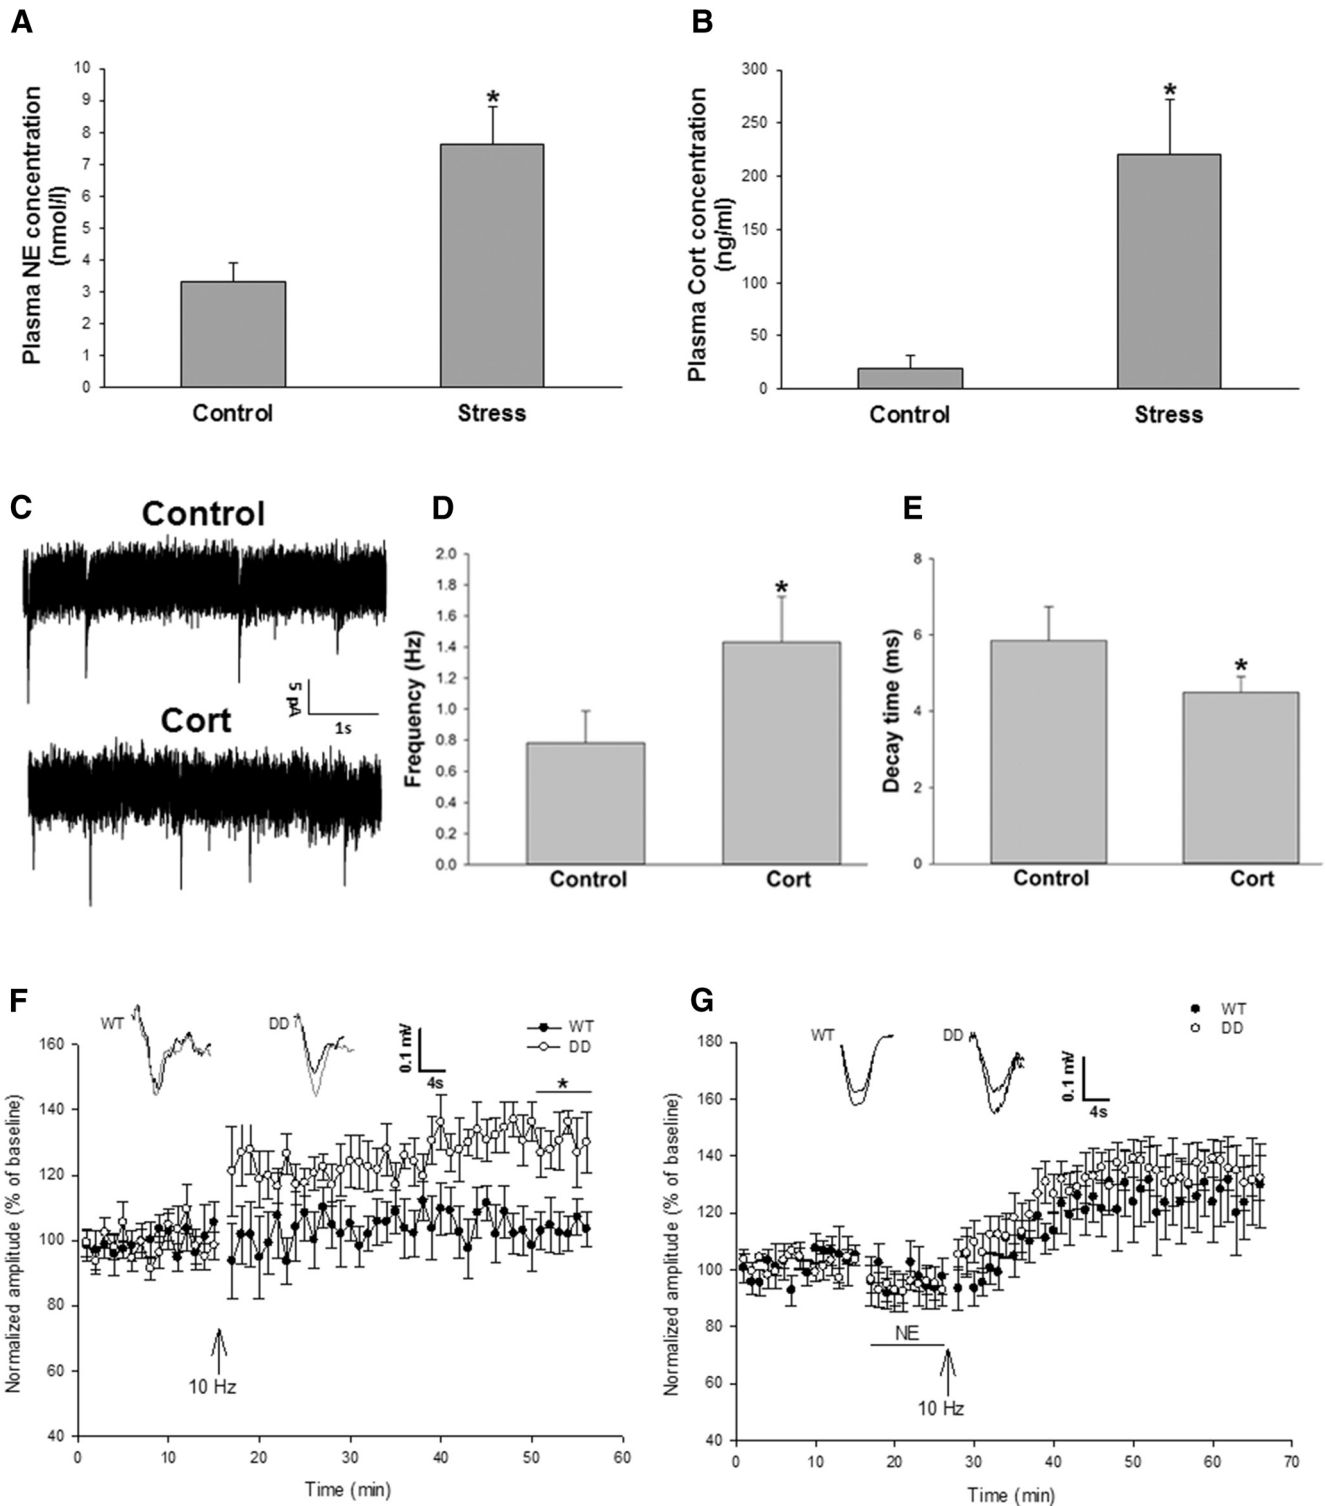 A
Plasma NE concentration
(nmol/l)
10
9
8
7
6
5
4
3
2
1
0
*
Control
Stress
B
Plasma Cort concentration
(ng/ml)
300
250
200
150
100
50
0
*
Control
Stress
C
Control
5 pA
1s
Cort
D
Frequency (Hz)
2.0
1.8
1.6
1.4
1.2
1.0
0.8
0.6
0.4
0.2
0.0
*
Control
Cort
E
Decay time (ms)
8
6
4
2
0
*
Control
Cort
F
WT
DD
0.1 mV
4s
WT
DD
*
Normalized amplitude (% of baseline)
160
140
120
100
80
60
40
10 Hz
0
10
20
30
40
50
60
Time (min)
G
WT
DD
0.1 mV
4s
WT
DD
Normalized amplitude (% of baseline)
180
160
140
120
100
80
60
40
NE
10 Hz
0
10
20
30
40
50
60
70
Time (min)